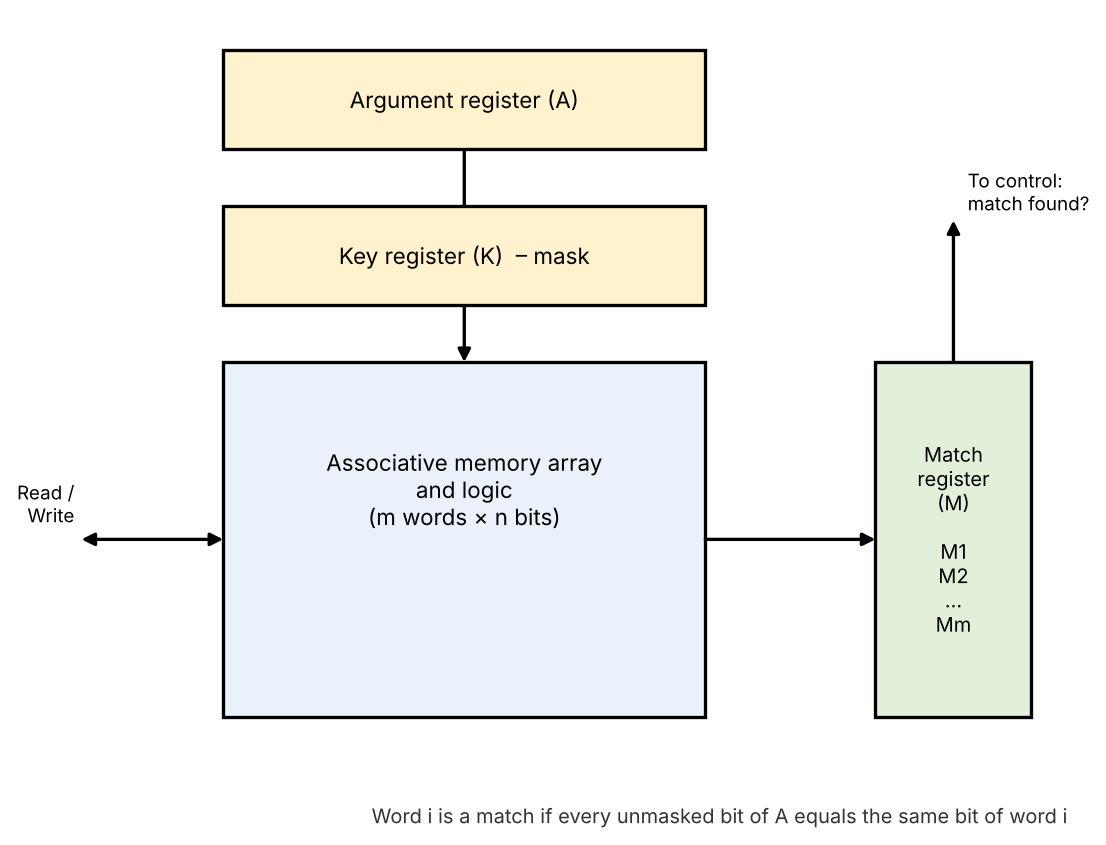 Argument register (A)
To control:
match found?
Key register (K) – mask
Associative memory array
and logic
(m words × n bits)
Read /
Write
Match
register
(M)
M1
M2
...
Mm
Word i is a match if every unmasked bit of A equals the same bit of word i